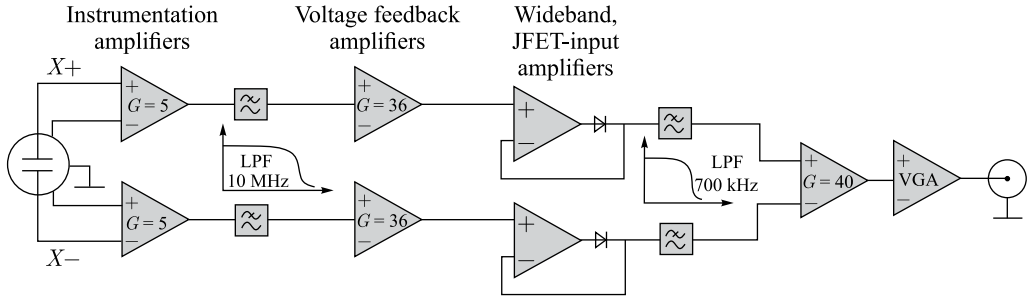 Instrumentation
amplifiers
Voltage feedback
amplifiers
Wideband,
JFET-input
amplifiers
X+
+
G = 5
−
+
G = 36
−
+
−
LPF
10 MHz
LPF
700 kHz
+
G = 40
−
+
VGA
−
+
G = 5
−
+
G = 36
−
+
−
X−